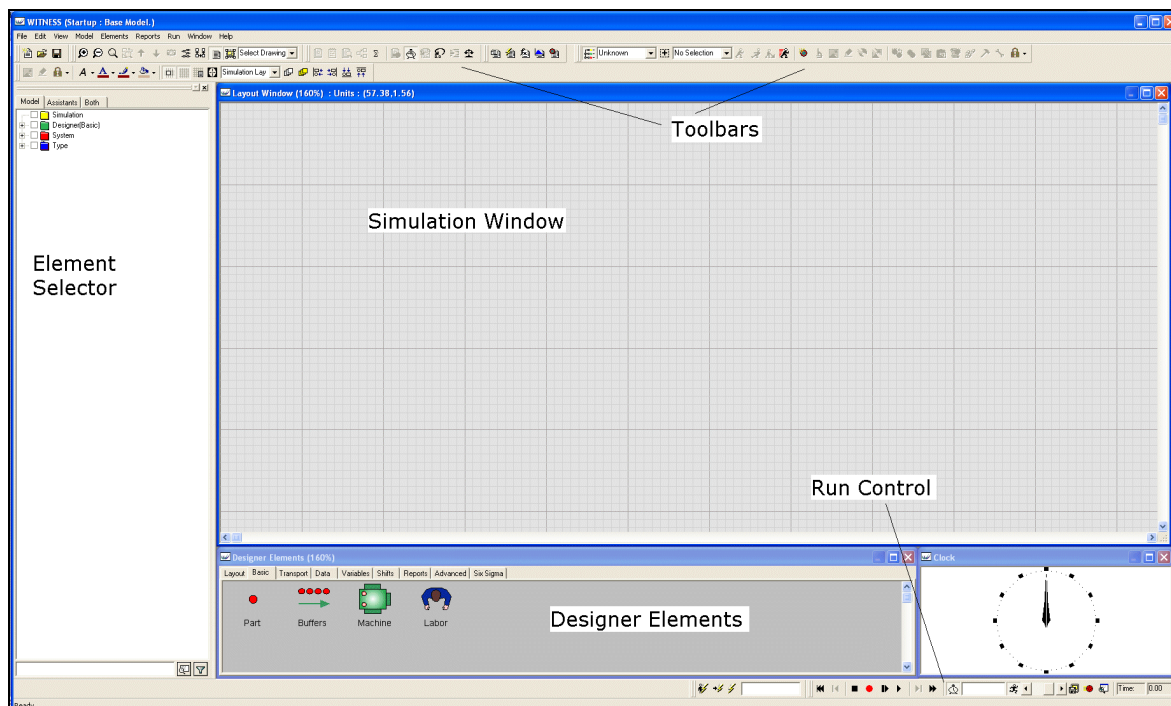 WITNESS (Startup : Base Model.)
File Edit View Model Elements Reports Run Window Help
Select Drawing
Unknown
No Selection
Simulation Lay
Model Assistants Both
Simulation
Designer(Basic)
System
Type
Element
Selector
Layout Window (160%) : Units : (57.38,1.56)
Toolbars
Simulation Window
Run Control
Designer Elements (160%)
Layout Basic Transport Data Variables Shifts Reports Advanced Six Sigma
Part Buffers Machine Labor
Designer Elements
Clock
Time: 0.00
Ready